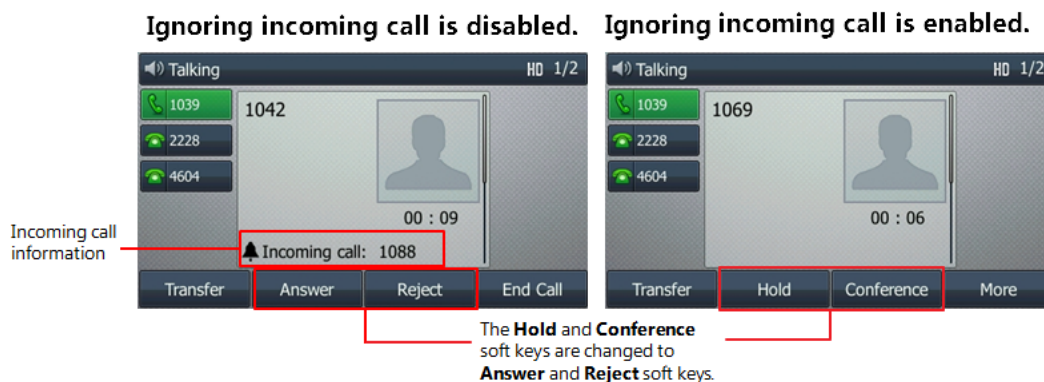 Ignoring incoming call is disabled.
Talking HD 1/2
1039
2228
4604
1042
00 : 09
Incoming call: 1088
Transfer Answer Reject End Call
Incoming call
information
Ignoring incoming call is enabled.
Talking HD 1/2
1039
2228
4604
1069
00 : 06
Transfer Hold Conference More
The Hold and Conference
soft keys are changed to
Answer and Reject soft keys.